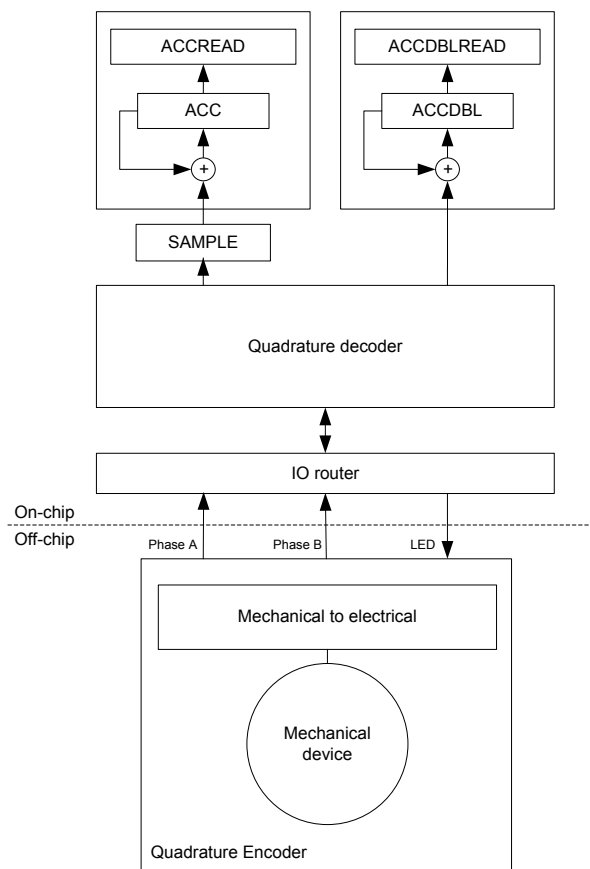 ACCREAD
ACCDBLREAD
ACC
ACCDBL
+
+
SAMPLE
Quadrature decoder
IO router
On-chip
Off-chip
Phase A
Phase B
LED
Mechanical to electrical
Mechanical
device
Quadrature Encoder